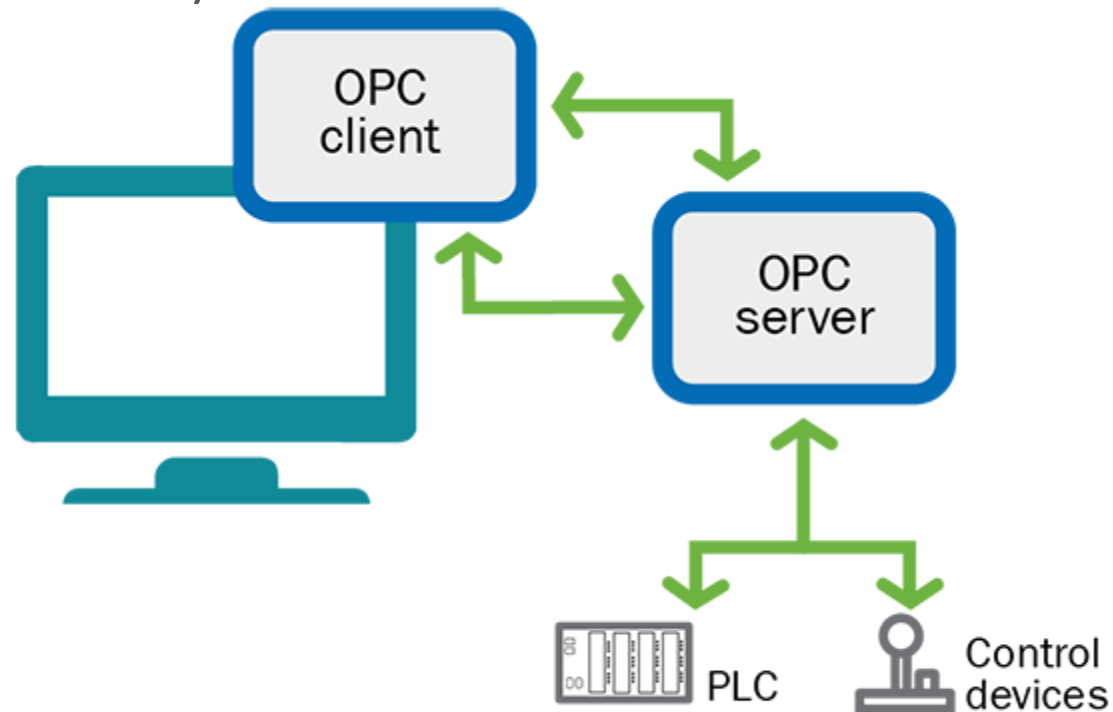 OPC
client
OPC
server
PLC
Control
devices